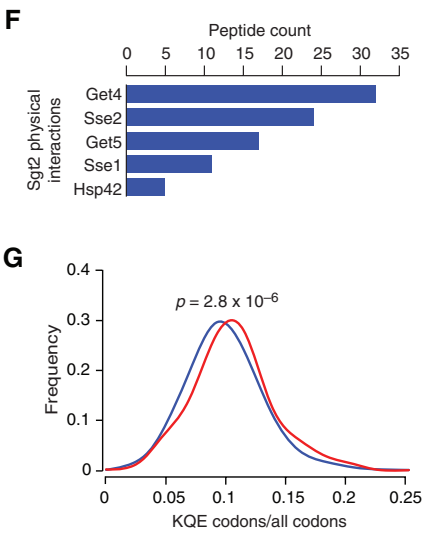 F
Peptide count
0 5 10 15 20 25 30 35
Sgt2 physical
interactions
Get4
Sse2
Get5
Sse1
Hsp42
G
p = 2.8 x 10⁻⁶
Frequency
0.4
0.3
0.2
0.1
0
0 0.05 0.1 0.15 0.2 0.25
KQE codons/all codons